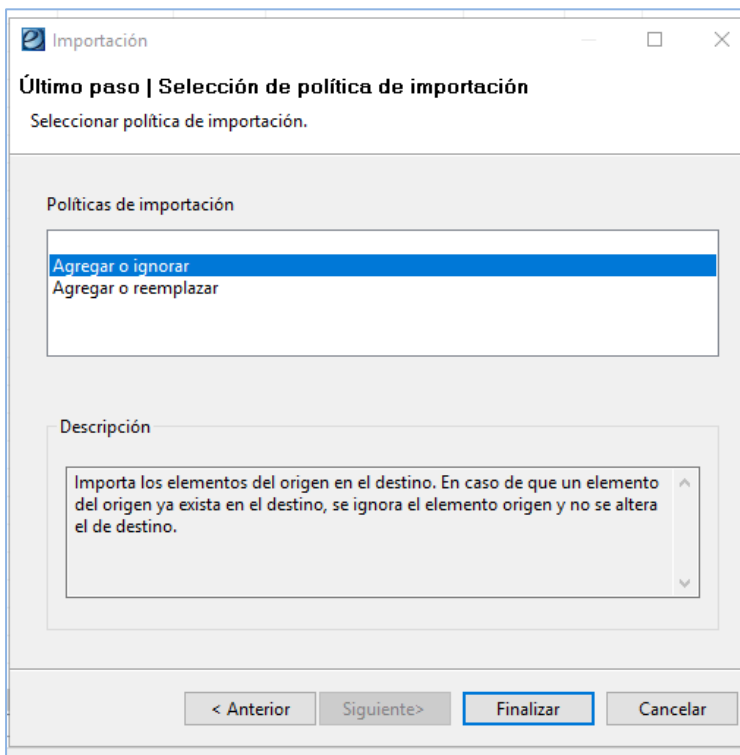 Importación
Último paso | Selección de política de importación
Seleccionar política de importación.
Políticas de importación
Agregar o ignorar
Agregar o reemplazar
Descripción
Importa los elementos del origen en el destino. En caso de que un elemento
del origen ya exista en el destino, se ignora el elemento origen y no se altera
el de destino.
< Anterior
Siguiente>
Finalizar
Cancelar